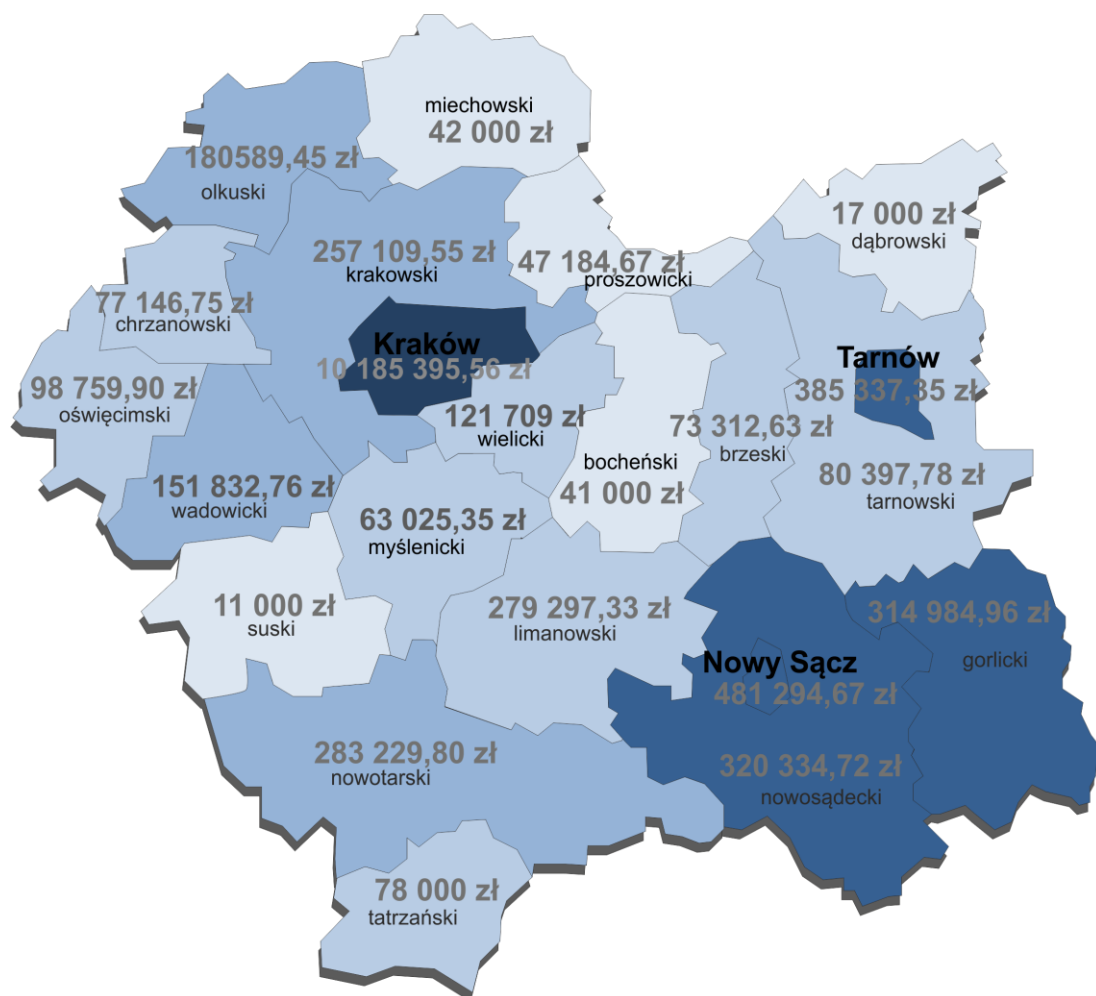 miechowski
42 000 zł
180589,45 zł
olkuski
17 000 zł
dąbrowski
257 109,55 zł
krakowski
47 184,67 zł
proszowicki
77 146,75 zł
chrzanowski
Kraków
10 185 395,56 zł
Tarnów
385 337,35 zł
98 759,90 zł
oświęcimski
121 709 zł
wielicki
73 312,63 zł
brzeski
bocheński
41 000 zł
80 397,78 zł
tarnowski
151 832,76 zł
wadowicki
63 025,35 zł
myślenicki
11 000 zł
suski
279 297,33 zł
limanowski
314 984,96 zł
gorlicki
Nowy Sącz
481 294,67 zł
283 229,80 zł
nowotarski
320 334,72 zł
nowosądecki
78 000 zł
tatrzański